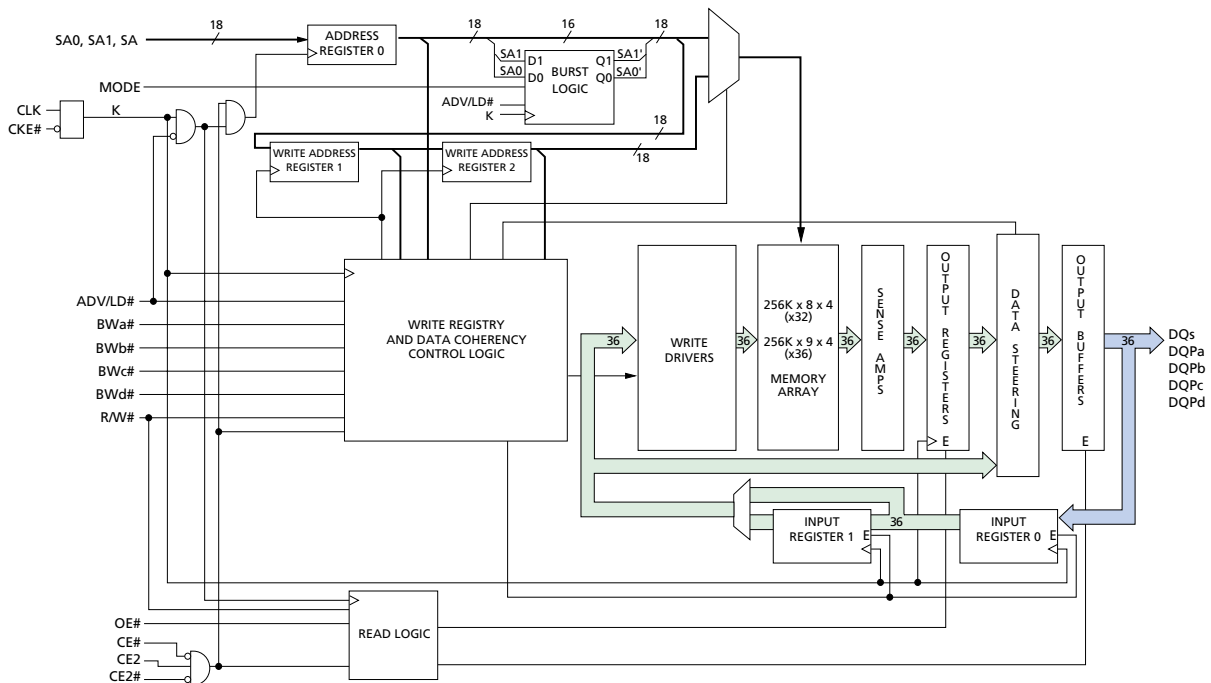 18
18
16
18
SA0, SA1, SA
ADDRESS
REGISTER 0
SA1
SA0
D1
D0
BURST
LOGIC
Q1
Q0
SA1'
SA0'
MODE
ADV/LD#
K
CLK
CKE#
K
18
18
WRITE ADDRESS
REGISTER 1
WRITE ADDRESS
REGISTER 2
ADV/LD#
BWa#
BWb#
BWc#
BWd#
R/W#
WRITE REGISTRY
AND DATA COHERENCY
CONTROL LOGIC
36
WRITE
DRIVERS
36
256K x 8 x 4
(x32)
256K x 9 x 4
(x36)
MEMORY
ARRAY
36
SENSE AMPS
36
OUTPUT REGISTERS
E
36
DATA STEERING
36
OUTPUT BUFFERS
E
36
DQs
DQPa
DQPb
DQPc
DQPd
INPUT
REGISTER 1
E
36
INPUT
REGISTER 0
E
OE#
CE#
CE2
CE2#
READ LOGIC